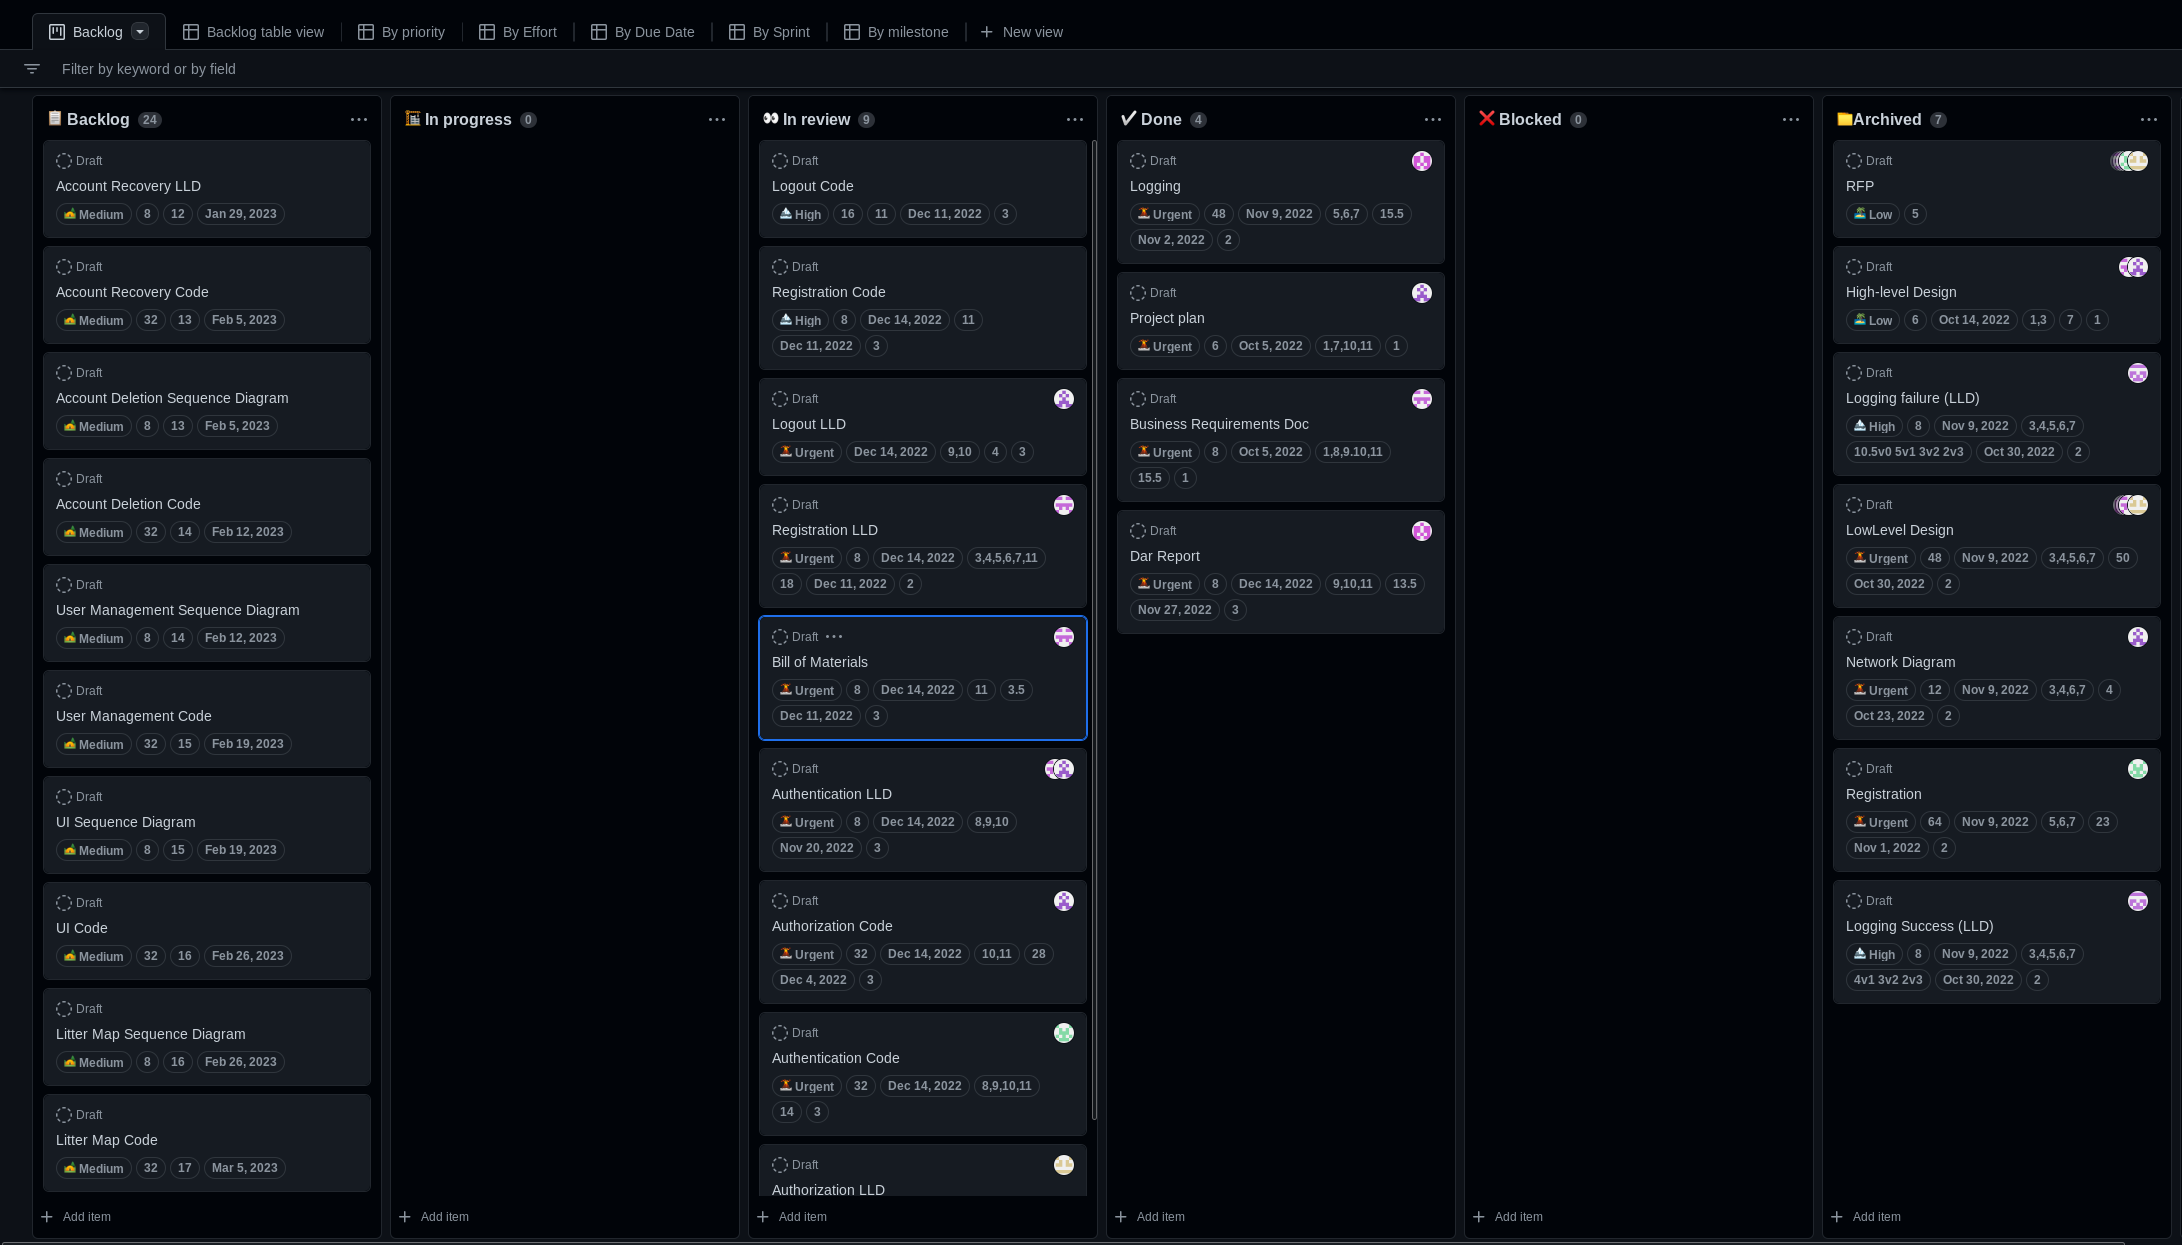 Backlog
Backlog table view
By priority
By Effort
By Due Date
By Sprint
By milestone
New view
Filter by keyword or by field
Backlog 24
Draft
Account Recovery LLD
Medium 8 12 Jan 29, 2023
Draft
Account Recovery Code
Medium 32 13 Feb 5, 2023
Draft
Account Deletion Sequence Diagram
Medium 8 13 Feb 5, 2023
Draft
Account Deletion Code
Medium 32 14 Feb 12, 2023
Draft
User Management Sequence Diagram
Medium 8 14 Feb 12, 2023
Draft
User Management Code
Medium 32 15 Feb 19, 2023
Draft
UI Sequence Diagram
Medium 8 15 Feb 19, 2023
Draft
UI Code
Medium 32 16 Feb 26, 2023
Draft
Litter Map Sequence Diagram
Medium 8 16 Feb 26, 2023
Draft
Litter Map Code
Medium 32 17 Mar 5, 2023
Add item
In progress 0
Add item
In review 9
Draft
Logout Code
High 16 11 Dec 11, 2022 3
Draft
Registration Code
High 8 Dec 14, 2022 11
Dec 11, 2022 3
Draft
Logout LLD
Urgent Dec 14, 2022 9,10 4 3
Draft
Registration LLD
Urgent 8 Dec 14, 2022 3,4,5,6,7,11
18 Dec 11, 2022 2
Draft
Bill of Materials
Urgent 8 Dec 14, 2022 11 3.5
Dec 11, 2022 3
Draft
Authentication LLD
Urgent 8 Dec 14, 2022 8,9,10
Nov 20, 2022 3
Draft
Authorization Code
Urgent 32 Dec 14, 2022 10,11 28
Dec 4, 2022 3
Draft
Authentication Code
Urgent 32 Dec 14, 2022 8,9,10,11
14 3
Draft
Authorization LLD
Add item
Done 4
Draft
Logging
Urgent 48 Nov 9, 2022 5,6,7 15.5
Nov 2, 2022 2
Draft
Project plan
Urgent 6 Oct 5, 2022 1,7,10,11 1
Draft
Business Requirements Doc
Urgent 8 Oct 5, 2022 1,8,9.10,11
15.5 1
Draft
Dar Report
Urgent 8 Dec 14, 2022 9,10,11 13.5
Nov 27, 2022 3
Add item
Blocked 0
Add item
Archived 7
Draft
RFP
Low 5
Draft
High-level Design
Low 6 Oct 14, 2022 1,3 7 1
Draft
Logging failure (LLD)
High 8 Nov 9, 2022 3,4,5,6,7
10.5v0 5v1 3v2 2v3 Oct 30, 2022 2
Draft
LowLevel Design
Urgent 48 Nov 9, 2022 3,4,5,6,7 50
Oct 30, 2022 2
Draft
Network Diagram
Urgent 12 Nov 9, 2022 3,4,6,7 4
Oct 23, 2022 2
Draft
Registration
Urgent 64 Nov 9, 2022 5,6,7 23
Nov 1, 2022 2
Draft
Logging Success (LLD)
High 8 Nov 9, 2022 3,4,5,6,7
4v1 3v2 2v3 Oct 30, 2022 2
Add item